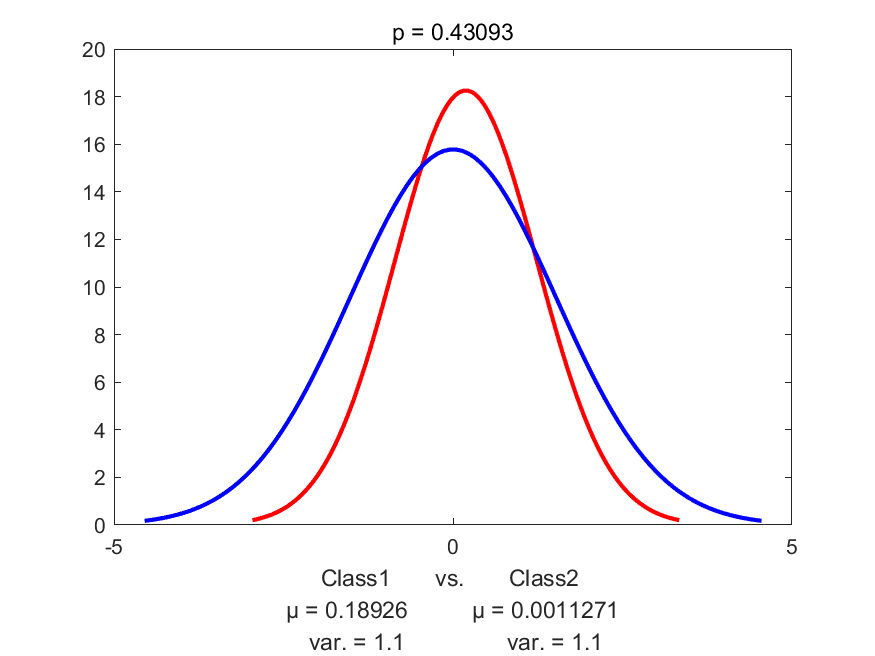 p = 0.43093
20
18
16
14
12
10
8
6
4
2
0
-5 0 5
Class1 vs. Class2
μ = 0.18926 μ = 0.0011271
var. = 1.1 var. = 1.1